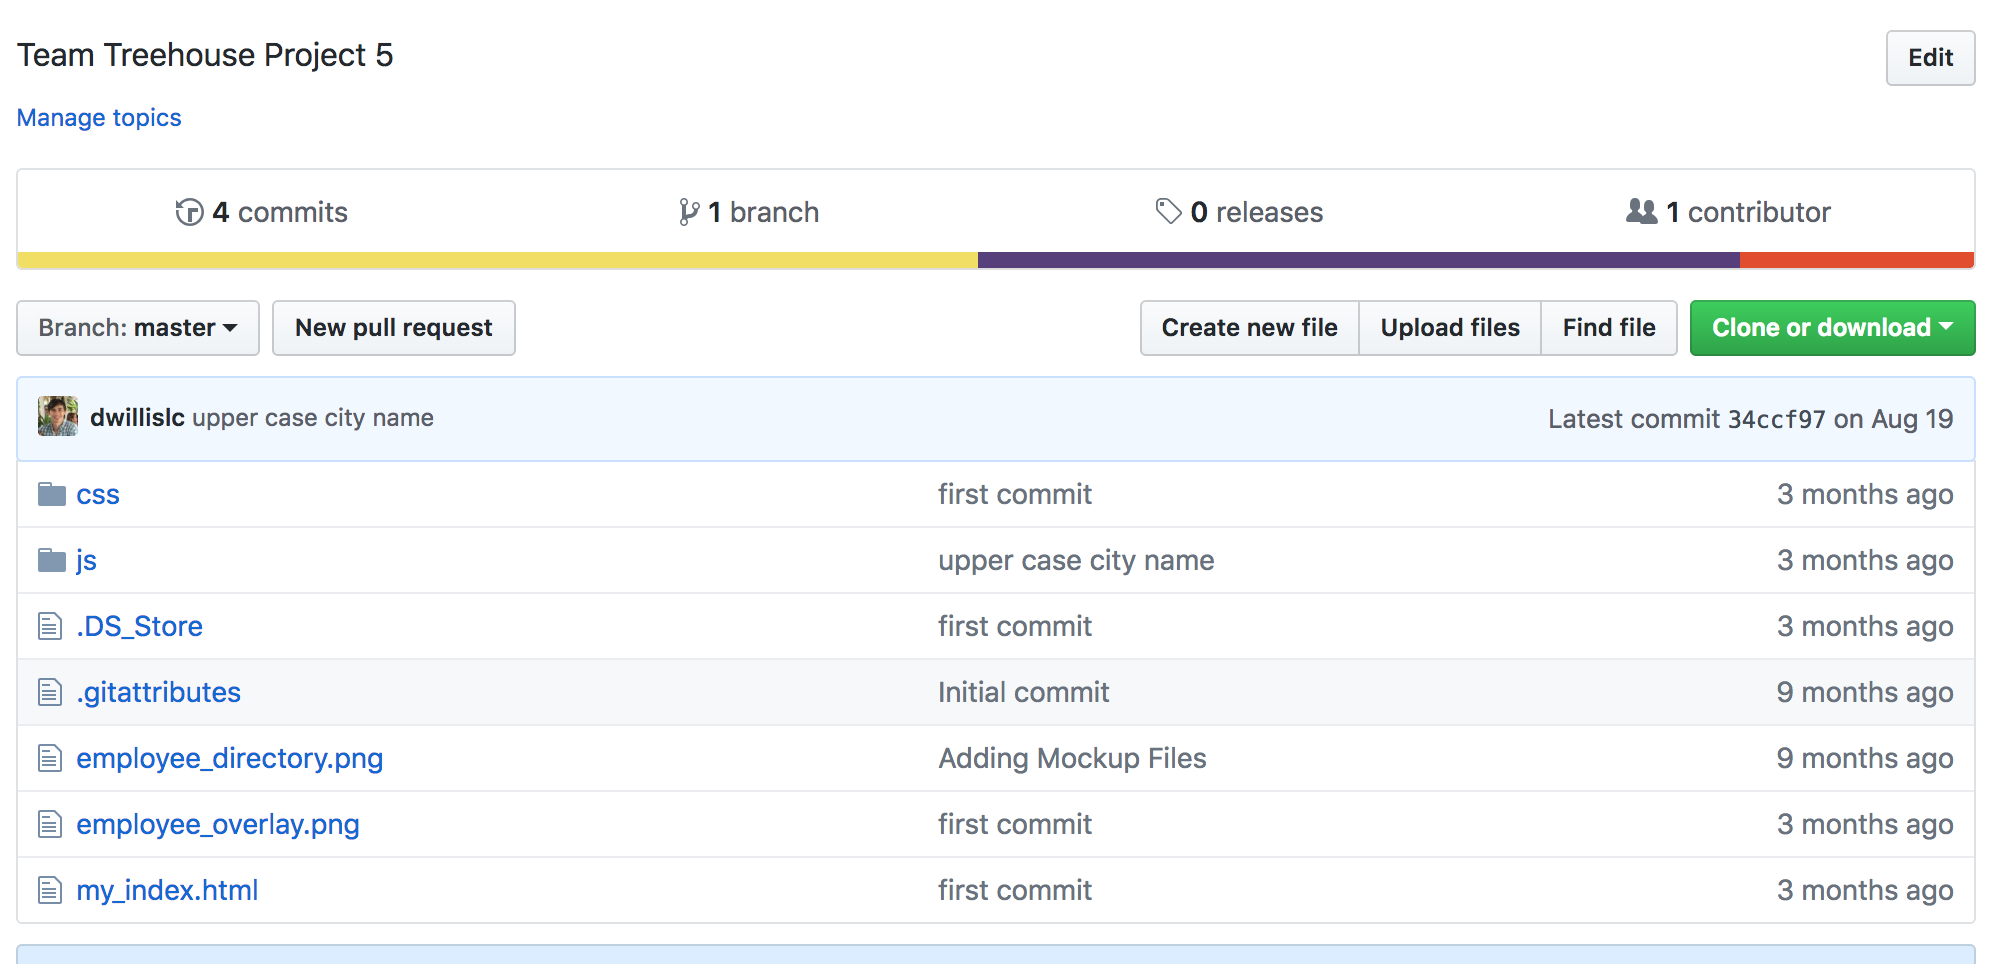 Team Treehouse Project 5
Edit
Manage topics
4 commits
1 branch
0 releases
1 contributor
Branch: master
New pull request
Create new file
Upload files
Find file
Clone or download
dwillislc upper case city name
Latest commit 34ccf97 on Aug 19
css first commit 3 months ago
js upper case city name 3 months ago
.DS_Store first commit 3 months ago
.gitattributes Initial commit 9 months ago
employee_directory.png Adding Mockup Files 9 months ago
employee_overlay.png first commit 3 months ago
my_index.html first commit 3 months ago